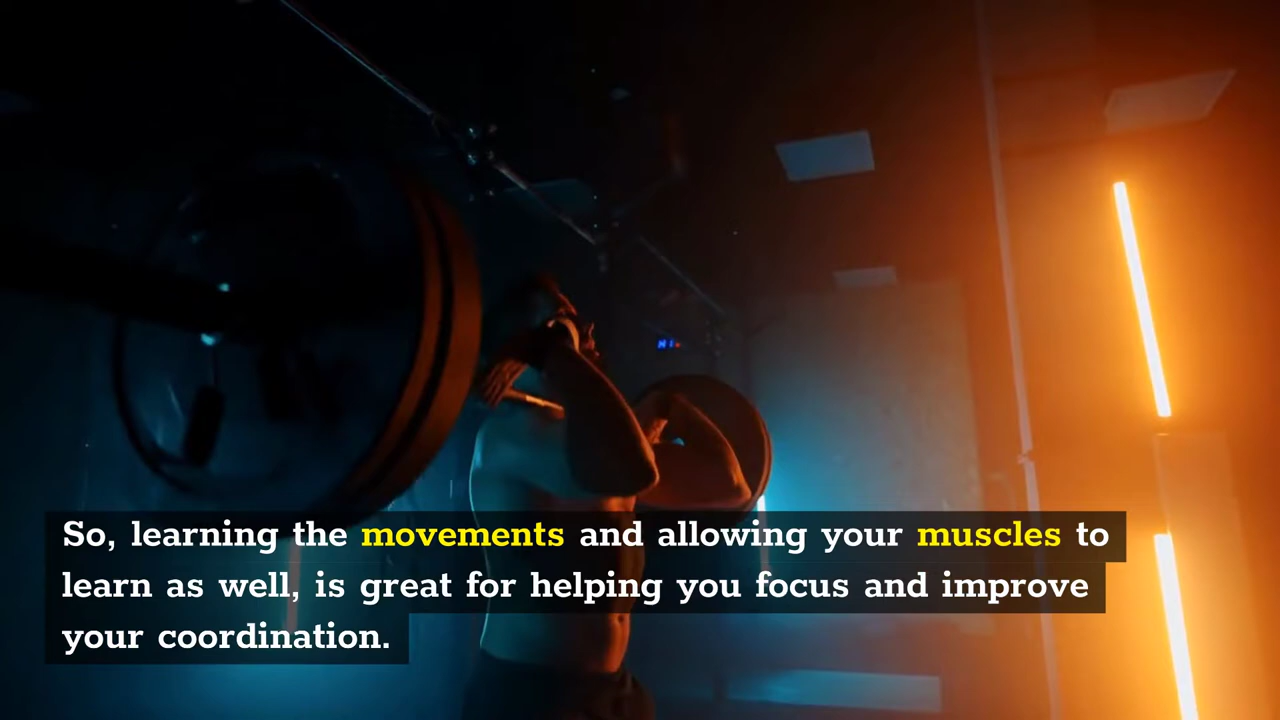 So, learning the movements and allowing your muscles to
learn as well, is great for helping you focus and improve
your coordination.